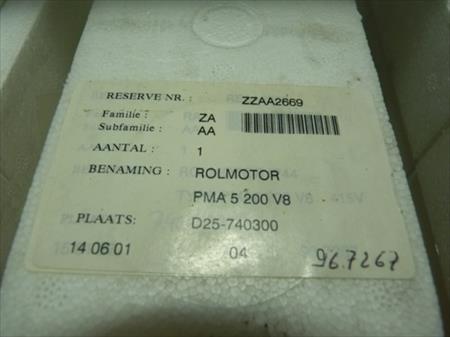 RESERVE NR. : ZZAA2669
Familie : ZA
Subfamilie : AA
AANTAL : 1
BENAMING : ROLMOTOR
PMA 5 200 V8
PLAATS: D25-740300
14 06 01 04 96.7267